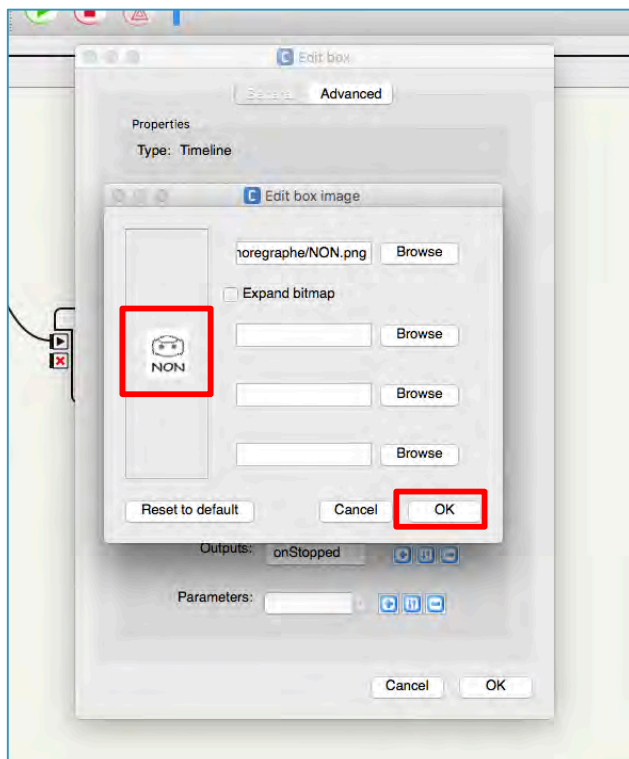 Edit box
General Advanced
Properties
Type: Timeline
Edit box image
horegraphe/NON.png Browse
Expand bitmap
Browse
NON
Browse
Browse
Reset to default Cancel OK
Outputs: onStopped
Parameters:
Cancel OK